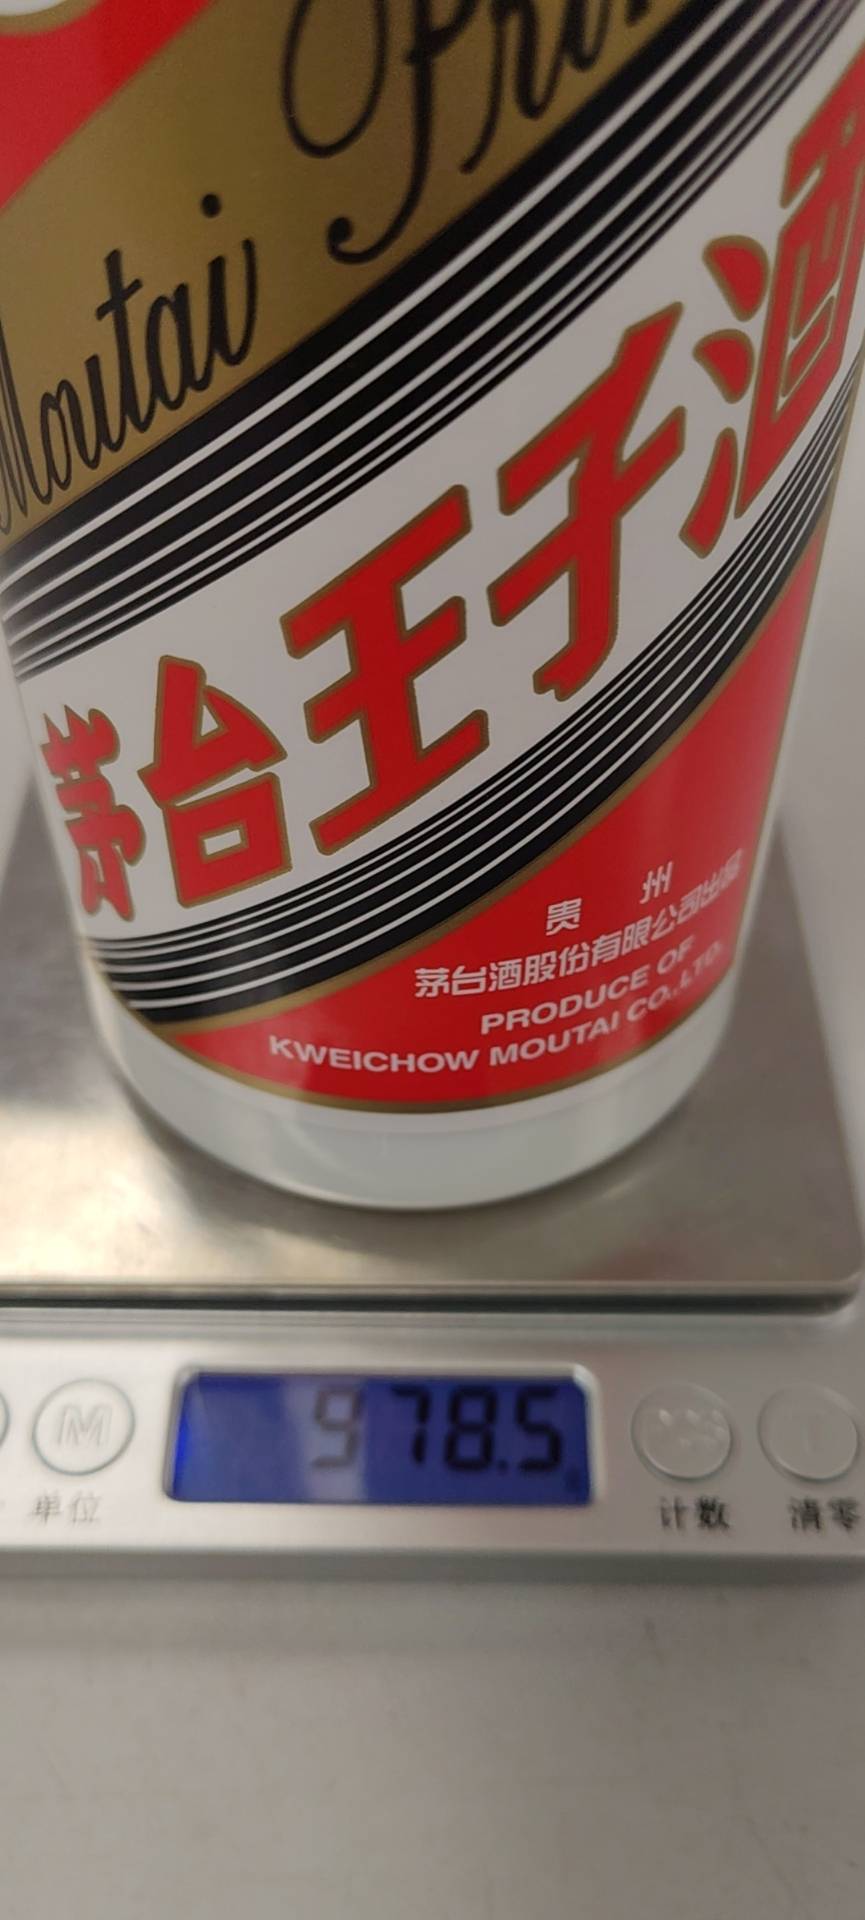 Moutai Prin
茅台王子酒
贵州
茅台酒股份有限公司出品
PRODUCE OF
KWEICHOW MOUTAI CO.,LTD.
978.5
M
单位
计数
清零